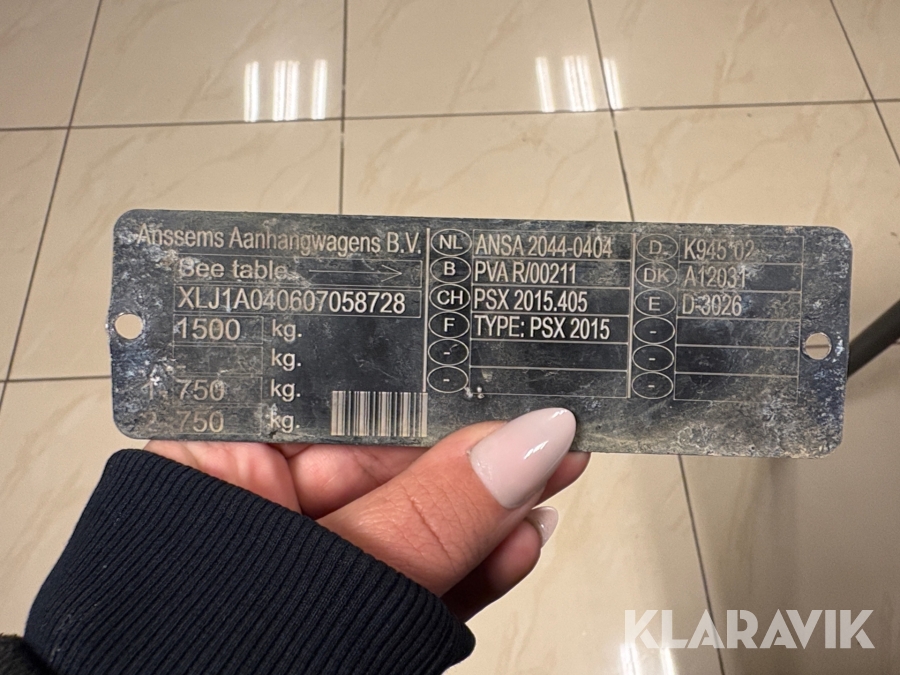 Anssems Aanhangwagens B.V.
See table
XLJ1A040607058728
1500 kg.
- kg.
1. 750 kg.
2. 750 kg.
NL ANSA 2044-0404
B PVA R/00211
CH PSX 2015.405
F TYPE: PSX 2015
-
-
D K945*02
DK A12031
E D-3026
-
-
-
KLARAVIK